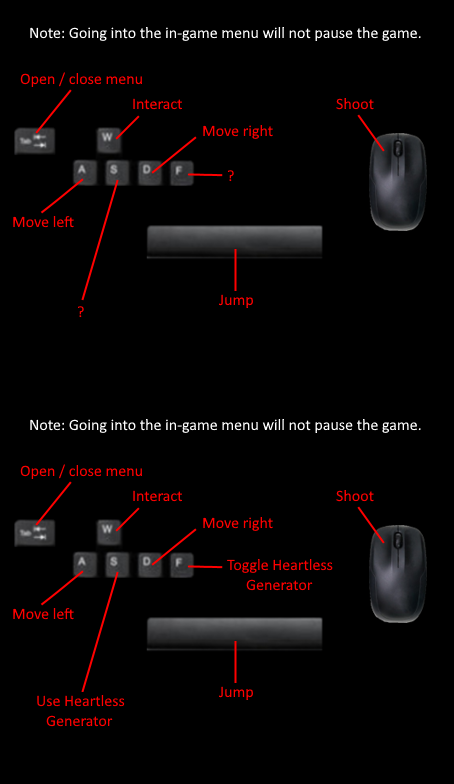 Note: Going into the in-game menu will not pause the game.
Open / close menu
Interact
Shoot
Tab
W
Move right
A
S
D
F
?
Move left
Jump
?
Note: Going into the in-game menu will not pause the game.
Open / close menu
Interact
Shoot
Tab
W
Move right
A
S
D
F
Toggle Heartless
Generator
Move left
Jump
Use Heartless
Generator